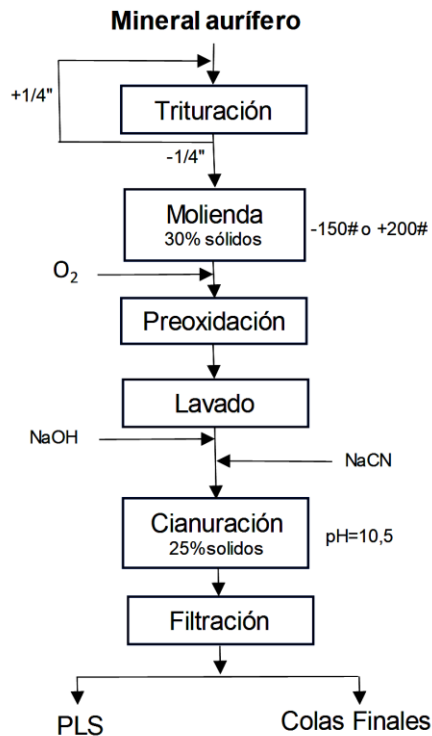 Mineral aurífero
+1/4"
Trituración
-1/4"
Molienda
30% sólidos
-150# o +200#
O2
Preoxidación
Lavado
NaOH
NaCN
Cianuración
25%solidos
pH=10,5
Filtración
PLS
Colas Finales